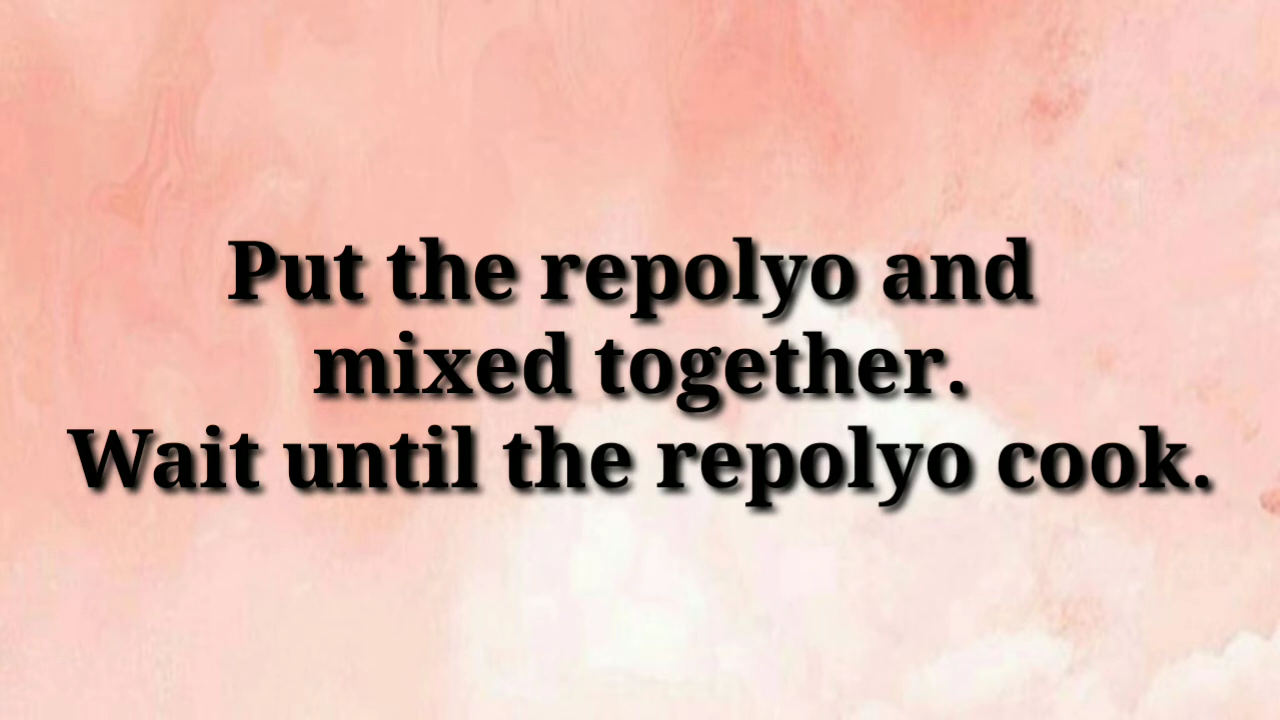 Put the repolyo and
mixed together.
Wait until the repolyo cook.